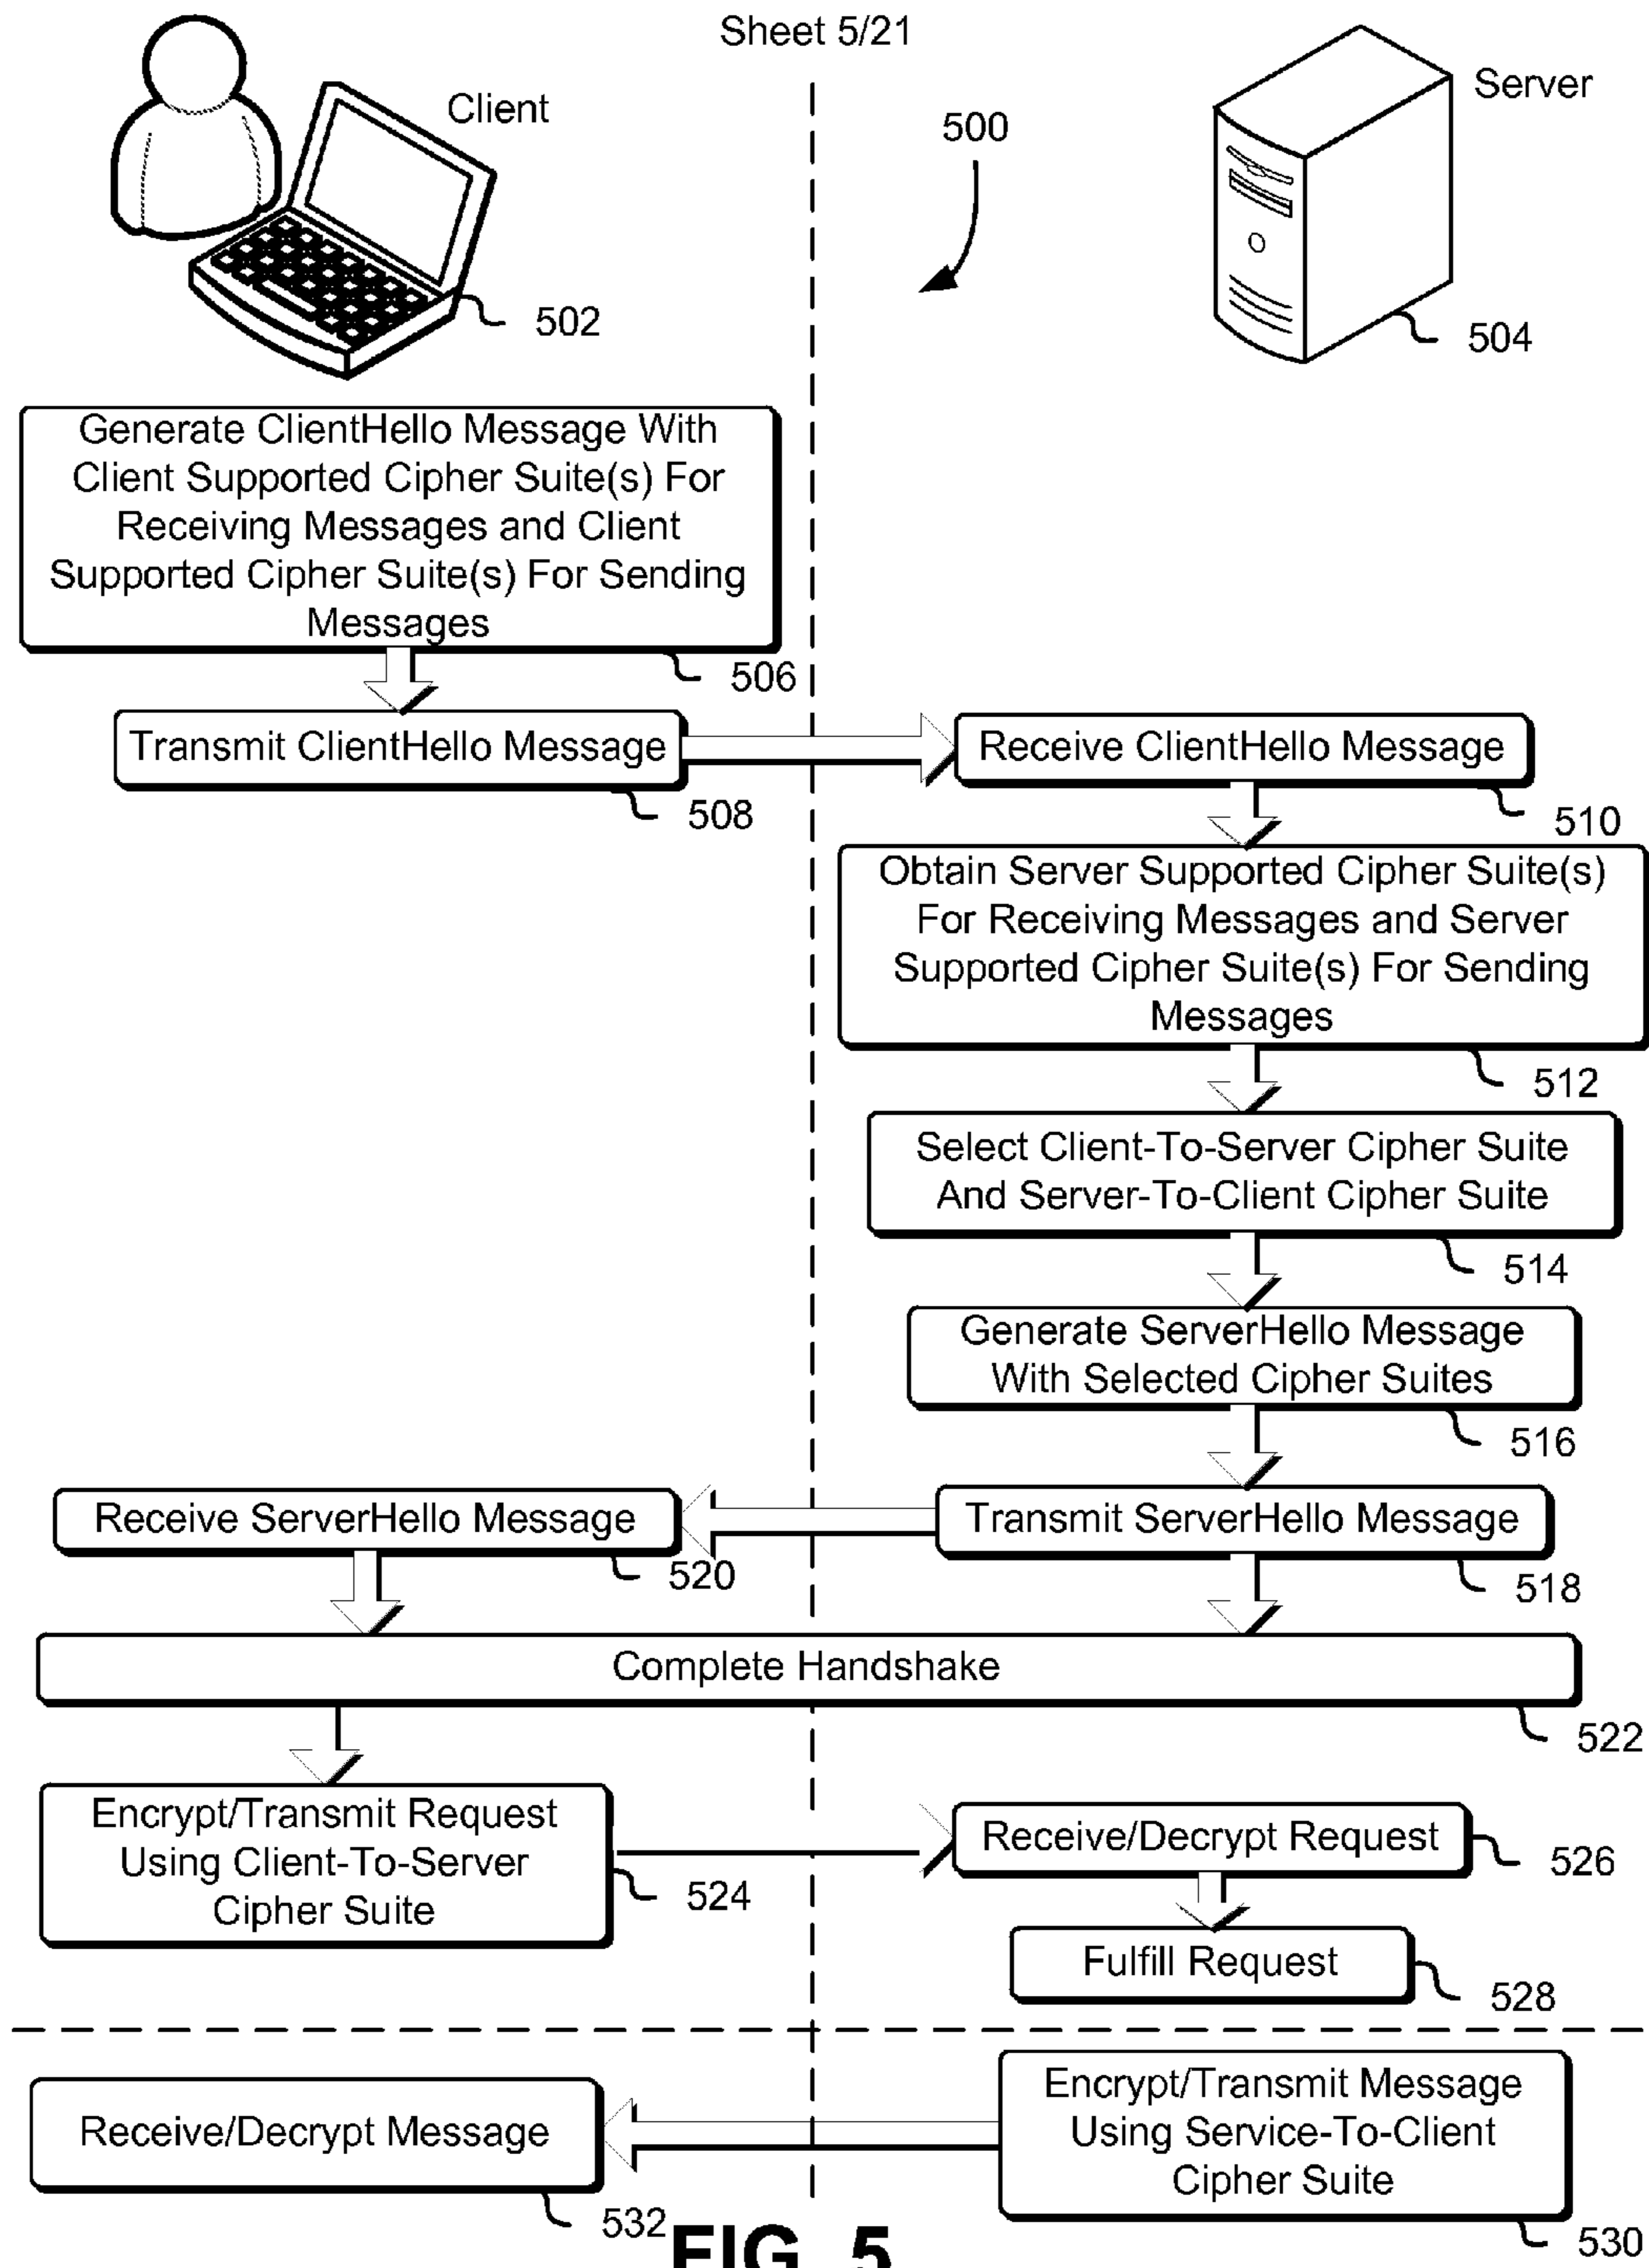 Sheet 5/21
Client
Server
500
502
504
Generate ClientHello Message With
Client Supported Cipher Suite(s) For
Receiving Messages and Client
Supported Cipher Suite(s) For Sending
Messages
506
Transmit ClientHello Message
508
Receive ClientHello Message
510
Obtain Server Supported Cipher Suite(s)
For Receiving Messages and Server
Supported Cipher Suite(s) For Sending
Messages
512
Select Client-To-Server Cipher Suite
And Server-To-Client Cipher Suite
514
Generate ServerHello Message
With Selected Cipher Suites
516
Transmit ServerHello Message
518
Receive ServerHello Message
520
Complete Handshake
522
Encrypt/Transmit Request
Using Client-To-Server
Cipher Suite
524
Receive/Decrypt Request
526
Fulfill Request
528
Encrypt/Transmit Message
Using Service-To-Client
Cipher Suite
530
Receive/Decrypt Message
532
FIG. 5